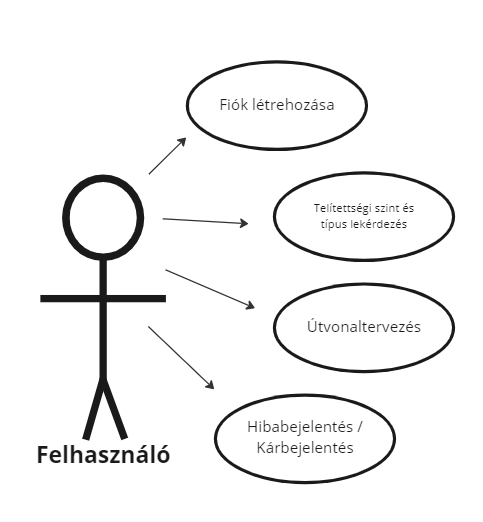 Fiók létrehozása
Telítettségi szint és
típus lekérdezés
Útvonaltervezés
Hibabejelentés /
Kárbejelentés
Felhasználó